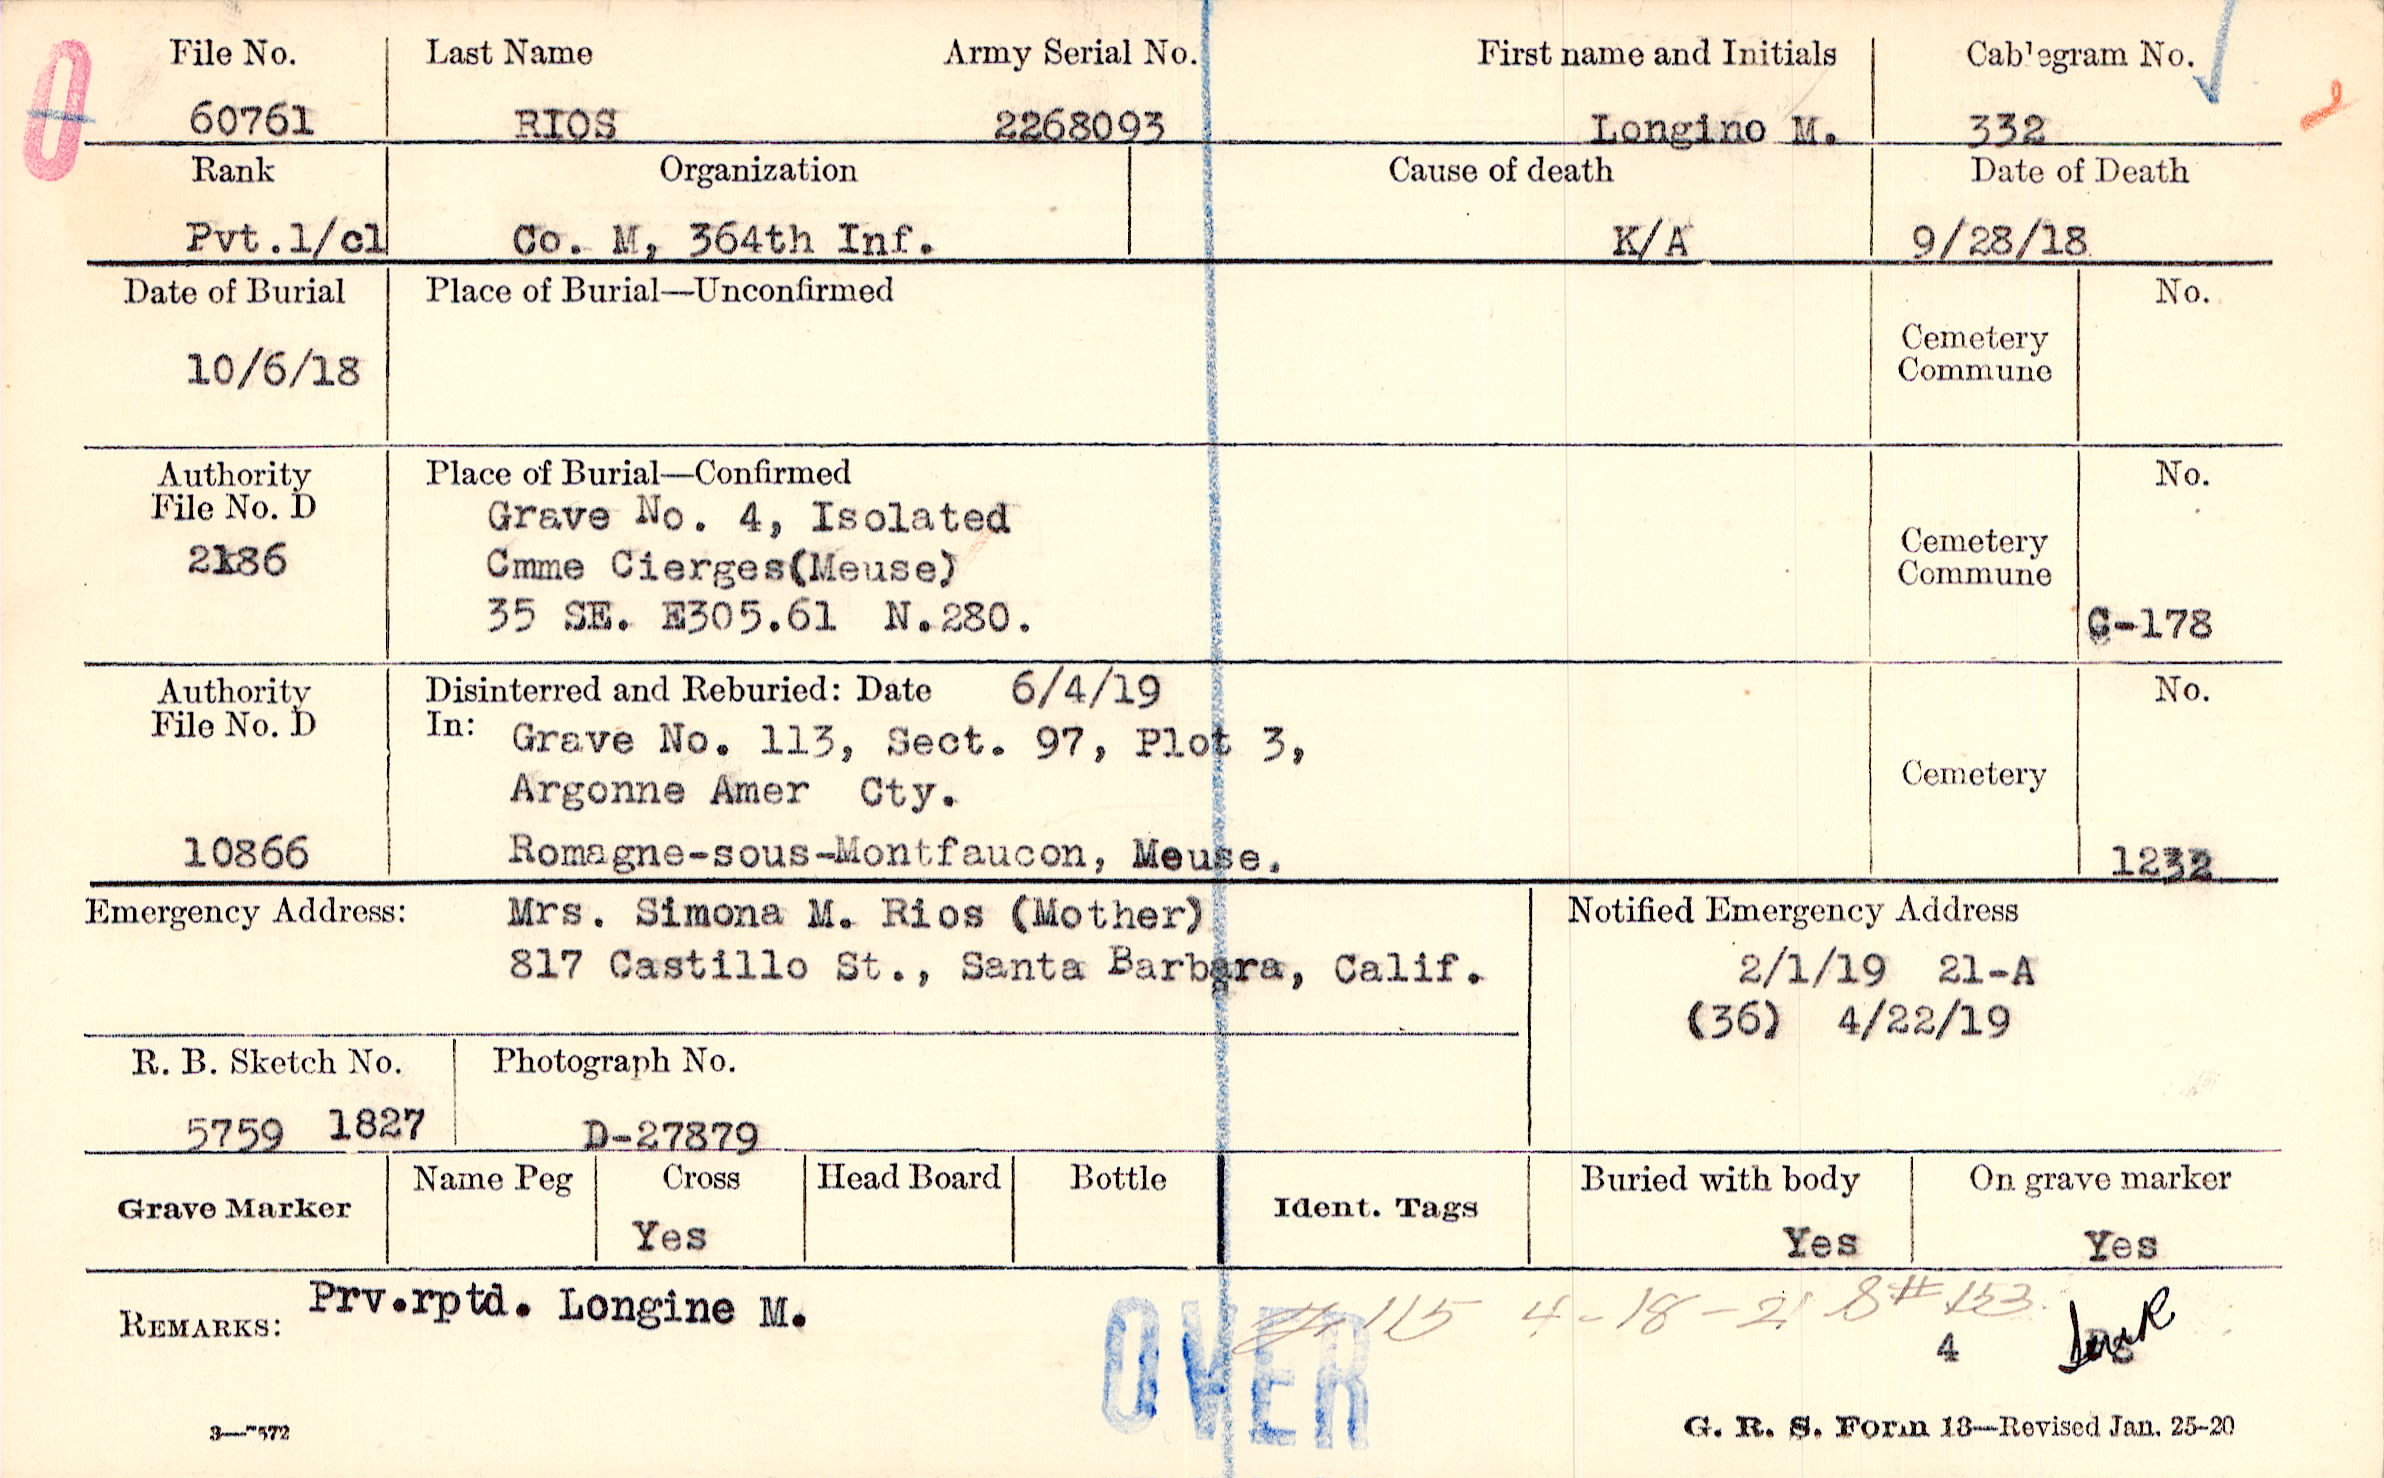 O
File No. Last Name Army Serial No. First name and Initials Cablegram No.
60761 RIOS 2268093 Longino M. 332
Rank Organization Cause of death Date of Death
Pvt.1/cl Co. M, 364th Inf. K/A 9/28/18
Date of Burial Place of Burial—Unconfirmed No.
10/6/18 Cemetery
Commune
Authority Place of Burial—Confirmed No.
File No. D Grave No. 4, Isolated
2186 Cmme Cierges(Meuse) Cemetery
Commune
35 SE. E305.61 N.280. C-178
Authority Disinterred and Reburied: Date 6/4/19 No.
File No. D In: Grave No. 113, Sect. 97, Plot 3,
Argonne Amer Cty. Cemetery
10866 Romagne-sous-Montfaucon, Meuse. 1232
Emergency Address: Mrs. Simona M. Rios (Mother) Notified Emergency Address
817 Castillo St., Santa Barbara, Calif. 2/1/19 21-A
(36) 4/22/19
R. B. Sketch No. Photograph No.
5759 1827 D-27879
Grave Marker Name Peg Cross Head Board Bottle Ident. Tags Buried with body On grave marker
Yes Yes Yes
REMARKS: Prv.rptd. Longine M. 115 4-18-21 8#153
4
OVER
G. R. S. Form 13—Revised Jan. 25-20